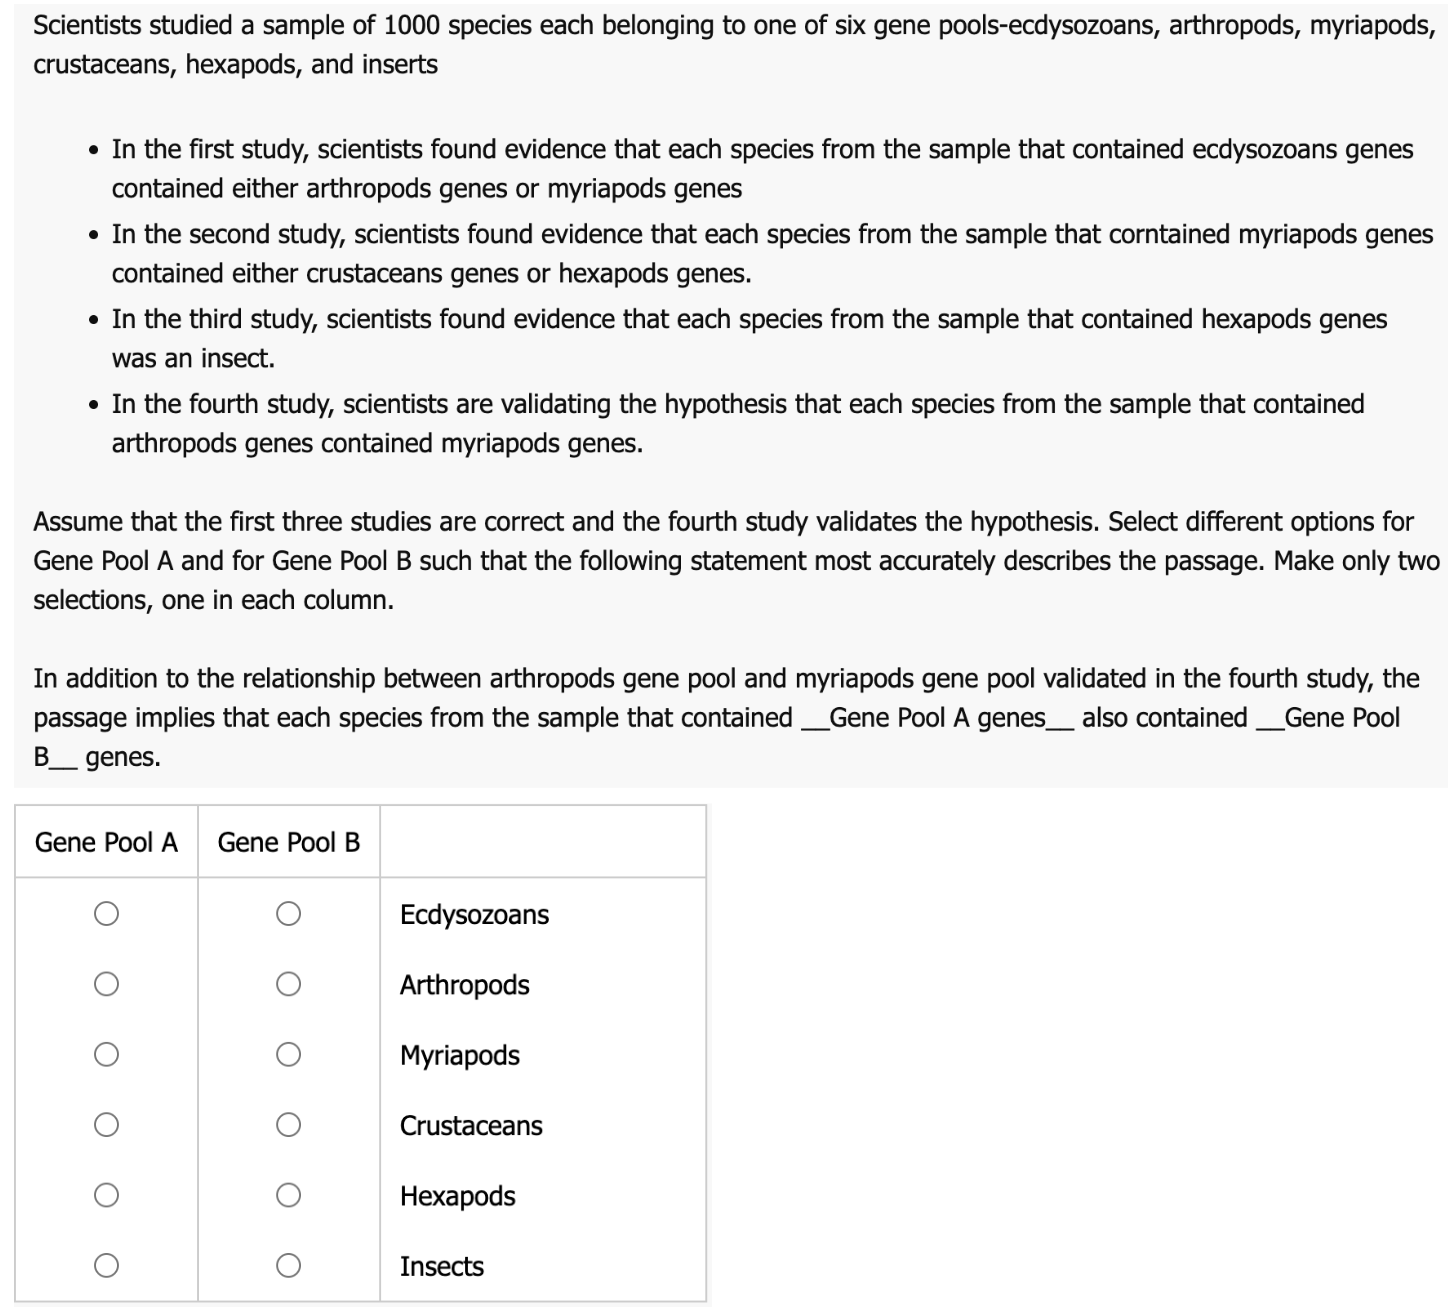 Scientists studied a sample of 1000 species each belonging to one of six gene pools-ecdysozoans, arthropods, myriapods,
crustaceans, hexapods, and inserts
• In the first study, scientists found evidence that each species from the sample that contained ecdysozoans genes
contained either arthropods genes or myriapods genes
• In the second study, scientists found evidence that each species from the sample that corntained myriapods genes
contained either crustaceans genes or hexapods genes.
• In the third study, scientists found evidence that each species from the sample that contained hexapods genes
was an insect.
• In the fourth study, scientists are validating the hypothesis that each species from the sample that contained
arthropods genes contained myriapods genes.
Assume that the first three studies are correct and the fourth study validates the hypothesis. Select different options for
Gene Pool A and for Gene Pool B such that the following statement most accurately describes the passage. Make only two
selections, one in each column.
In addition to the relationship between arthropods gene pool and myriapods gene pool validated in the fourth study, the
passage implies that each species from the sample that contained __Gene Pool A genes__ also contained __Gene Pool
B__ genes.
Gene Pool A Gene Pool B
Ecdysozoans
Arthropods
Myriapods
Crustaceans
Hexapods
Insects